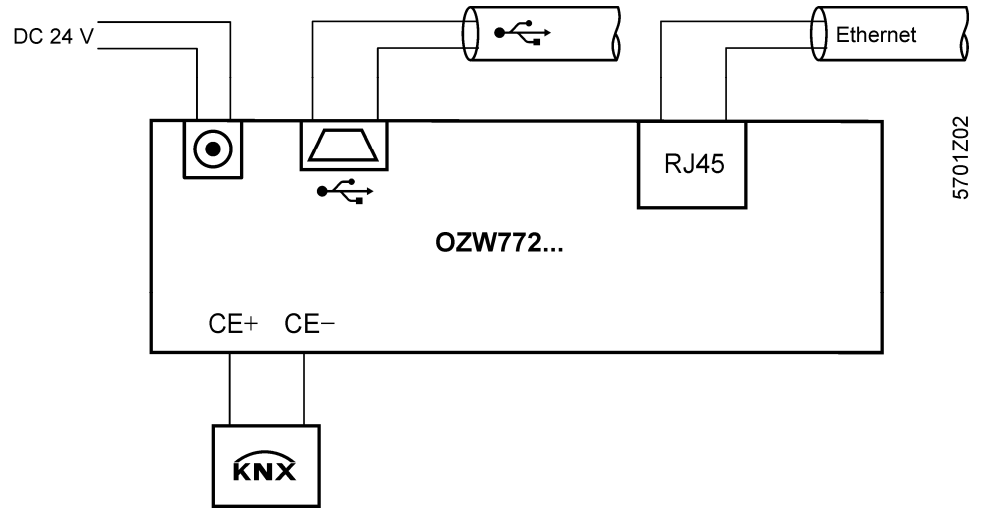 DC 24 V
Ethernet
RJ45
5701Z02
OZW772...
CE+ CE–
KNX